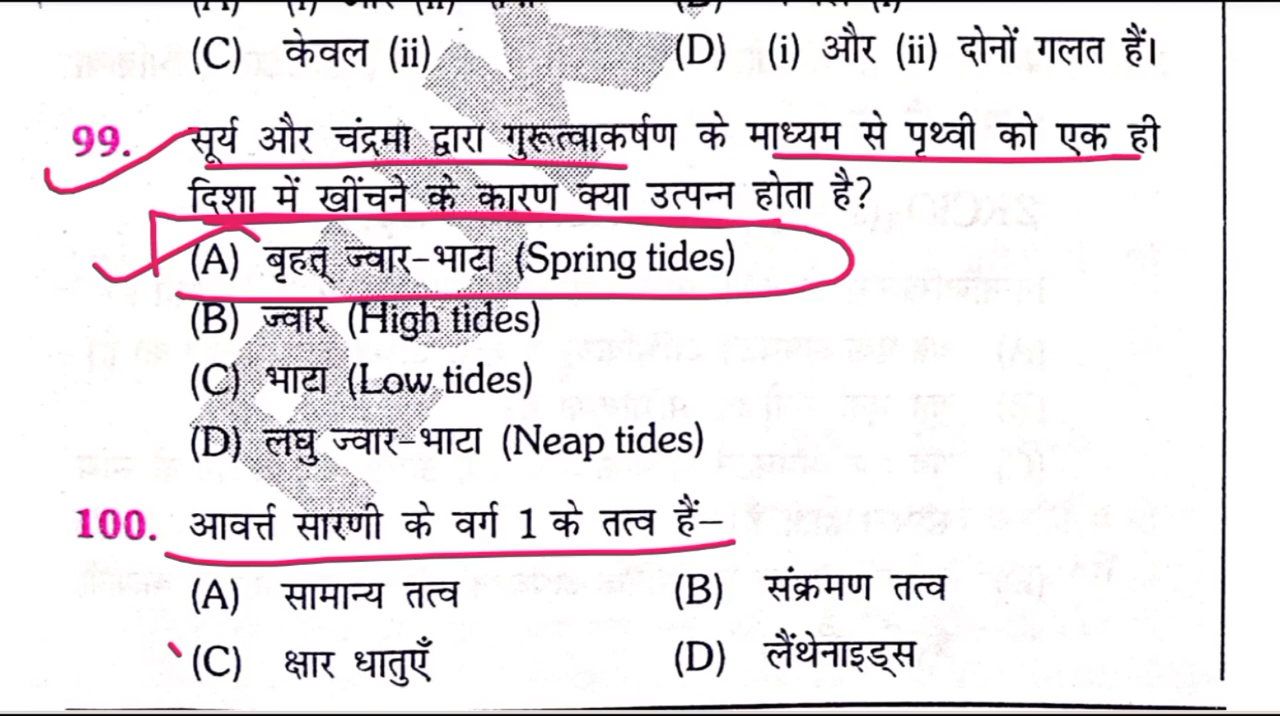 (C) केवल (ii) (D) (i) और (ii) दोनों गलत हैं।
99. सूर्य और चंद्रमा द्वारा गुरूत्वाकर्षण के माध्यम से पृथ्वी को एक ही
दिशा में खींचने के कारण क्या उत्पन्न होता है?
(A) बृहत् ज्वार-भाटा (Spring tides)
(B) ज्वार (High tides)
(C) भाटा (Low tides)
(D) लघु ज्वार-भाटा (Neap tides)
100. आवर्त्त सारणी के वर्ग 1 के तत्व हैं–
(A) सामान्य तत्व (B) संक्रमण तत्व
(C) क्षार धातुएँ (D) लैंथेनाइड्स